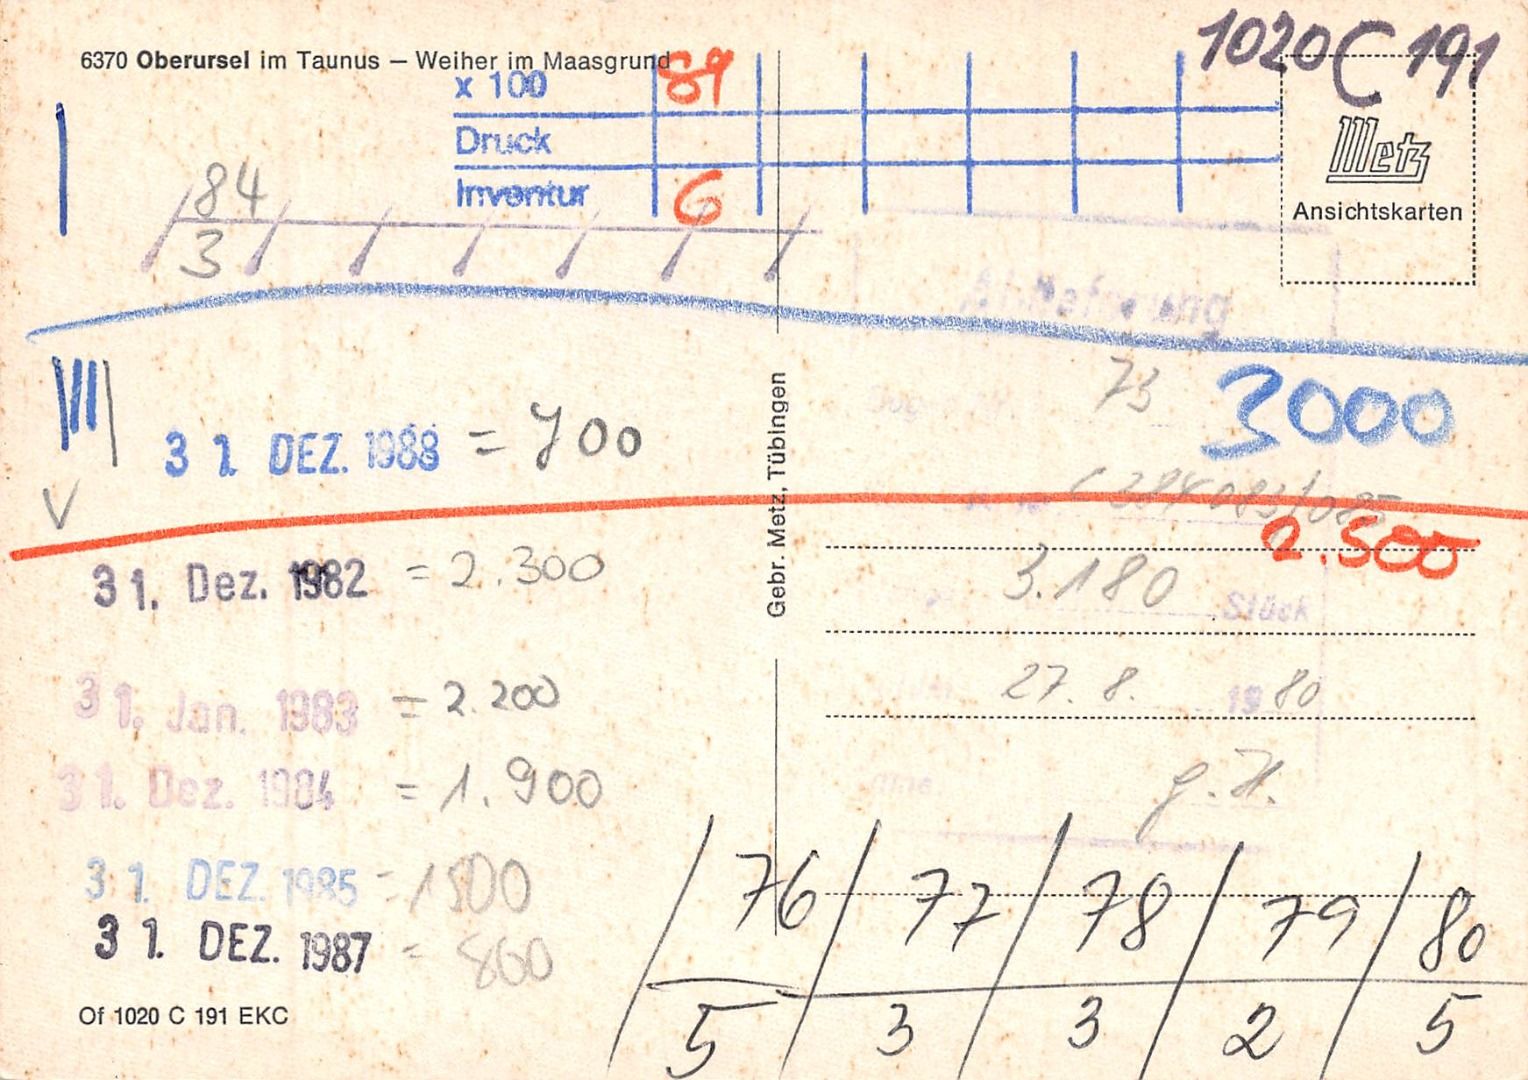 6370 Oberursel im Taunus — Weiher im Maasgrund
1020 C 191
x 100 89
Druck
Inventur 6
Metz
Ansichtskarten
84
3
Ablieferung
73
3000
31. DEZ. 1988 = 700
V
2.300
31. Dez. 1982 = 2.300
3.180 Stück
31. Jan. 1983 = 2.200
27. 8. 1980
31. Dez. 1984 = 1.900
g. H.
31. DEZ. 1985 = 1500
31. DEZ. 1987 = 860
Gebr. Metz, Tübingen
76 77 78 79 80
5 3 3 2 5
Of 1020 C 191 EKC